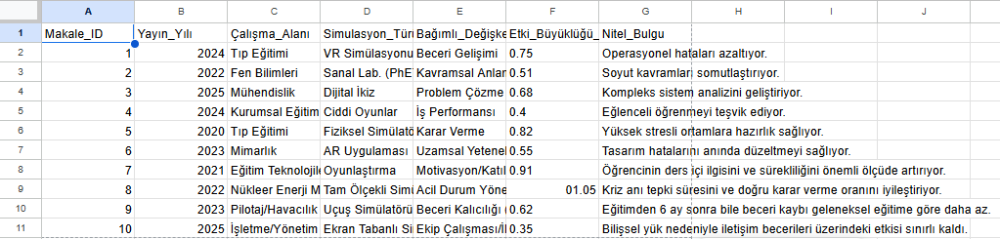 A B C D E F G H I J
1 Makale_ID Yayın_Yılı Çalışma_Alanı Simulasyon_Tür Bağımlı_Değişke Etki_Büyüklüğü_ Nitel_Bulgu
2 1 2024 Tıp Eğitimi VR Simülasyonu Beceri Gelişimi 0.75 Operasyonel hataları azaltıyor.
3 2 2022 Fen Bilimleri Sanal Lab. (PhE Kavramsal Anlar 0.51 Soyut kavramları somutlaştırıyor.
4 3 2025 Mühendislik Dijital İkiz Problem Çözme 0.68 Kompleks sistem analizini geliştiriyor.
5 4 2024 Kurumsal Eğitim Ciddi Oyunlar İş Performansı 0.4 Eğlenceli öğrenmeyi teşvik ediyor.
6 5 2020 Tıp Eğitimi Fiziksel Simülatö Karar Verme 0.82 Yüksek stresli ortamlara hazırlık sağlıyor.
7 6 2023 Mimarlık AR Uygulaması Uzamsal Yetenel 0.55 Tasarım hatalarını anında düzeltmeyi sağlıyor.
8 7 2021 Eğitim Teknolojile Oyunlaştırma Motivasyon/Katıl 0.91 Öğrencinin ders içi ilgisini ve sürekliliğini önemli ölçüde artırıyor.
9 8 2022 Nükleer Enerji M Tam Ölçekli Simü Acil Durum Yöne 01.05 Kriz anı tepki süresini ve doğru karar verme oranını iyileştiriyor.
10 9 2023 Pilotaj/Havacılık Uçuş Simülatörü Beceri Kalıcılığı ( 0.62 Eğitimden 6 ay sonra bile beceri kaybı geleneksel eğitime göre daha az.
11 10 2025 İşletme/Yönetim Ekran Tabanlı Si Ekip Çalışması/İl 0.35 Bilişsel yük nedeniyle iletişim becerileri üzerindeki etkisi sınırlı kaldı.